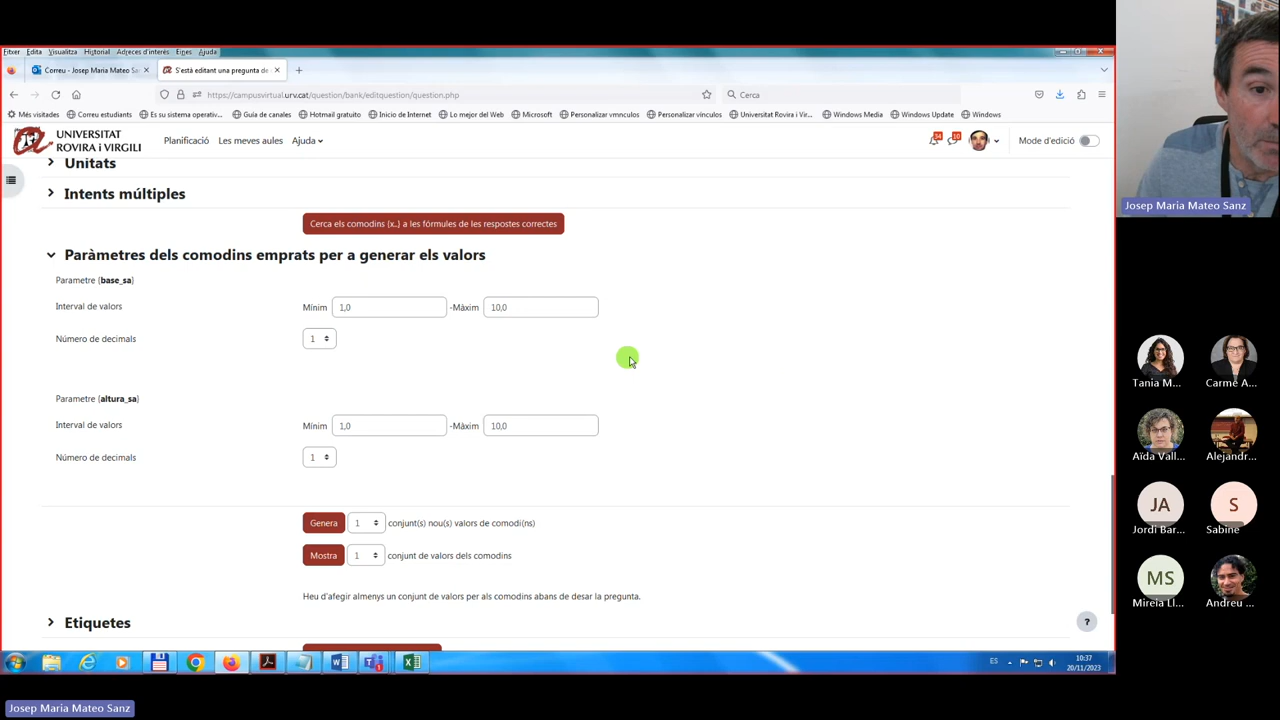 Fitxer Edita Visualitza Historial Adreces d'interès Eines Ajuda
Correu - Josep Maria Mateo Sanz
S'està editant una pregunta de
https://campusvirtual.urv.cat/question/bank/editquestion/question.php
Cerca
Més visitades Correu estudiants Es su sistema operativ... Guía de canales Hotmail gratuito Inicio de Internet Lo mejor del Web Microsoft Personalizar vmnculos Personalizar vínculos Universitat Rovira i Vir... Windows Media Windows Update Windows
UNIVERSITAT
ROVIRA i VIRGILI
Planificació Les meves aules Ajuda
Mode d'edició
Unitats
Intents múltiples
Cerca els comodins {x..} a les fórmules de les respostes correctes
Paràmetres dels comodins emprats per a generar els valors
Parametre {base_sa}
Interval de valors Mínim 1,0 -Màxim 10,0
Número de decimals 1
Parametre {altura_sa}
Interval de valors Mínim 1,0 -Màxim 10,0
Número de decimals 1
Genera 1 conjunt(s) nou(s) valors de comodí(ns)
Mostra 1 conjunt de valors dels comodins
Heu d'afegir almenys un conjunt de valors per als comodins abans de desar la pregunta.
Etiquetes
?
ES
10:37
20/11/2023
Josep Maria Mateo Sanz
Tania M... Carme A...
Aïda Vall... Alejandr...
JA S
Jordi Bar... Sabine
MS
Mireia Ll... Andreu ...
Josep Maria Mateo Sanz